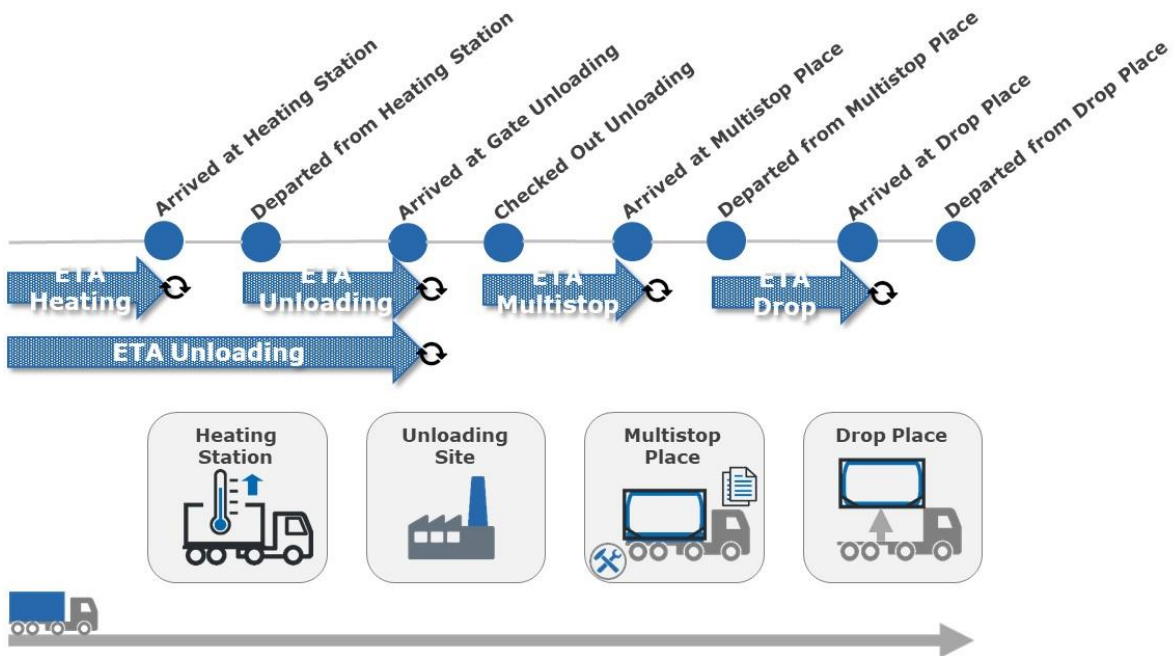 Arrived at Heating Station
Departed from Heating Station
Arrived at Gate Unloading
Checked Out Unloading
Arrived at Multistop Place
Departed from Multistop Place
Arrived at Drop Place
Departed from Drop Place
ETA
Heating
ETA
Unloading
ETA
Multistop
ETA
Drop
ETA Unloading
Heating
Station
Unloading
Site
Multistop
Place
Drop Place